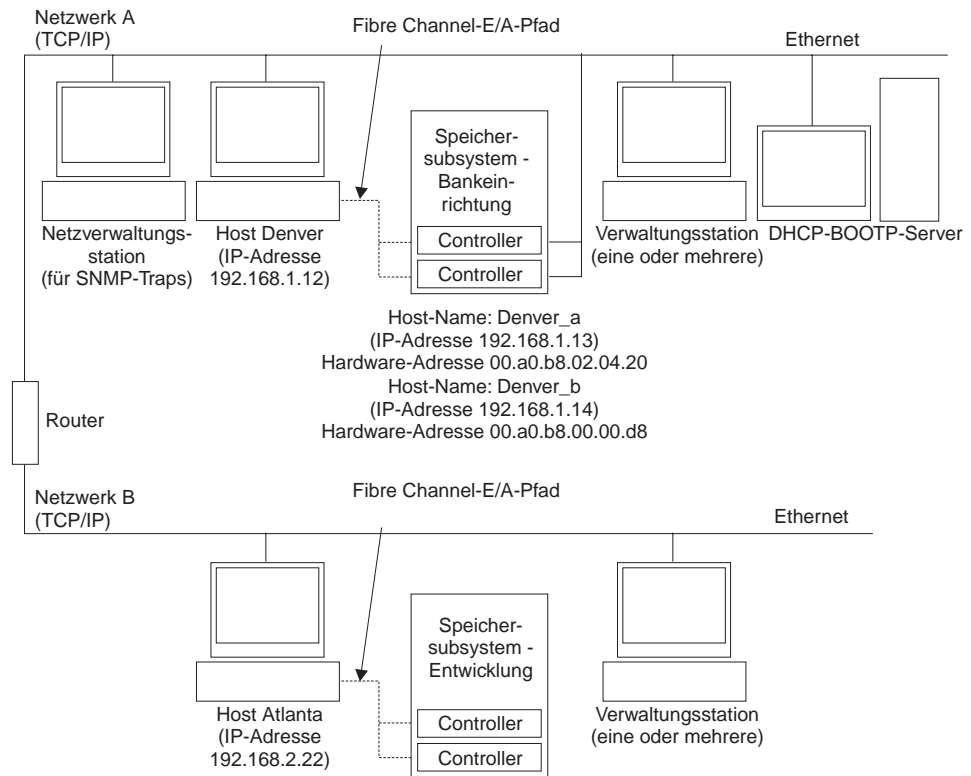 Netzwerk A
(TCP/IP)
Fibre Channel-E/A-Pfad
Ethernet
Speicher-
subsystem -
Bankein-
richtung
Controller
Controller
Netzverwaltungs-
station
(für SNMP-Traps)
Host Denver
(IP-Adresse
192.168.1.12)
Verwaltungsstation
(eine oder mehrere)
DHCP-BOOTP-Server
Host-Name: Denver_a
(IP-Adresse 192.168.1.13)
Hardware-Adresse 00.a0.b8.02.04.20
Host-Name: Denver_b
(IP-Adresse 192.168.1.14)
Hardware-Adresse 00.a0.b8.00.00.d8
Router
Netzwerk B
(TCP/IP)
Fibre Channel-E/A-Pfad
Ethernet
Speicher-
subsystem -
Entwicklung
Controller
Controller
Host Atlanta
(IP-Adresse
192.168.2.22)
Verwaltungsstation
(eine oder mehrere)